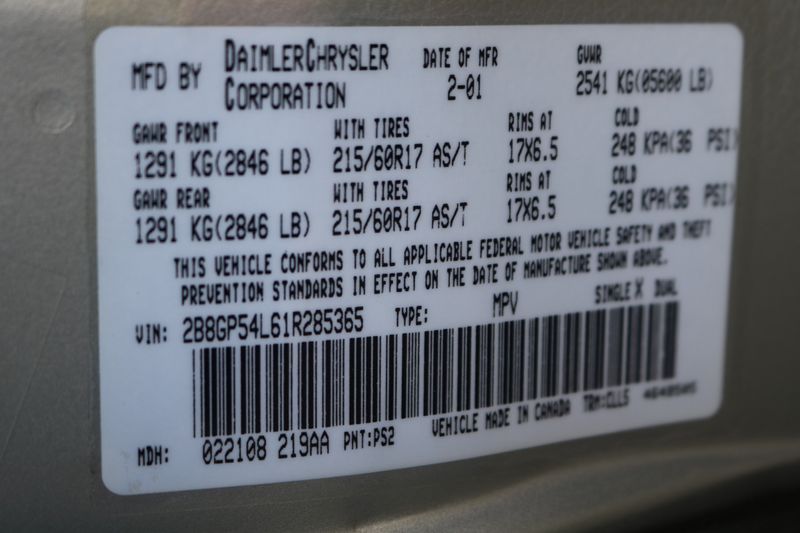 MFD BY DAIMLERCHRYSLER CORPORATION DATE OF MFR 2-01 GVWR 2541 KG(05600 LB)
GAWR FRONT WITH TIRES RIMS AT COLD
1291 KG(2846 LB) 215/60R17 AS/T 17X6.5 248 KPA(36 PSI)
GAWR REAR WITH TIRES RIMS AT COLD
1291 KG(2846 LB) 215/60R17 AS/T 17X6.5 248 KPA(36 PSI)
THIS VEHICLE CONFORMS TO ALL APPLICABLE FEDERAL MOTOR VEHICLE SAFETY AND THEFT
PREVENTION STANDARDS IN EFFECT ON THE DATE OF MANUFACTURE SHOWN ABOVE.
VIN: 2B8GP54L61R285365 TYPE: MPV SINGLE X DUAL
MDH: 022108 219AA PNT:PS2 VEHICLE MADE IN CANADA TRM:CLL5